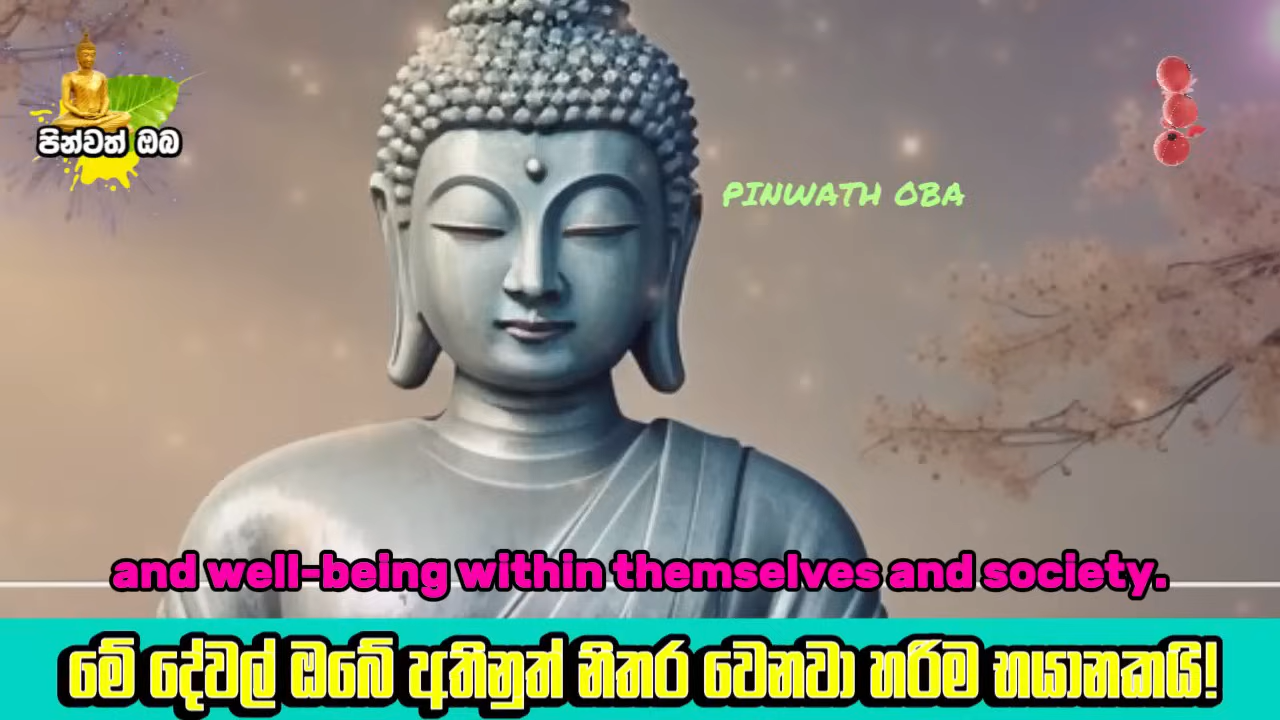 පින්වත් ඔබ
PINWATH OBA
and well-being within themselves and society.
මේ දේවල් ඔබේ අතිනුත් නිතර වෙනවා හරිම භයානකයි!